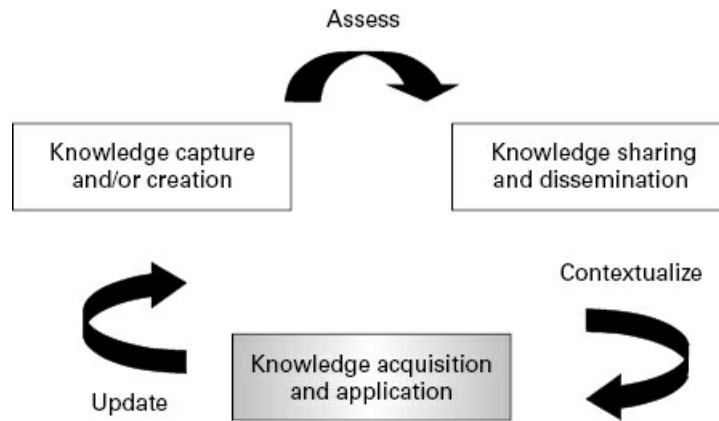 Assess
Knowledge capture
and/or creation
Knowledge sharing
and dissemination
Contextualize
Knowledge acquisition
and application
Update